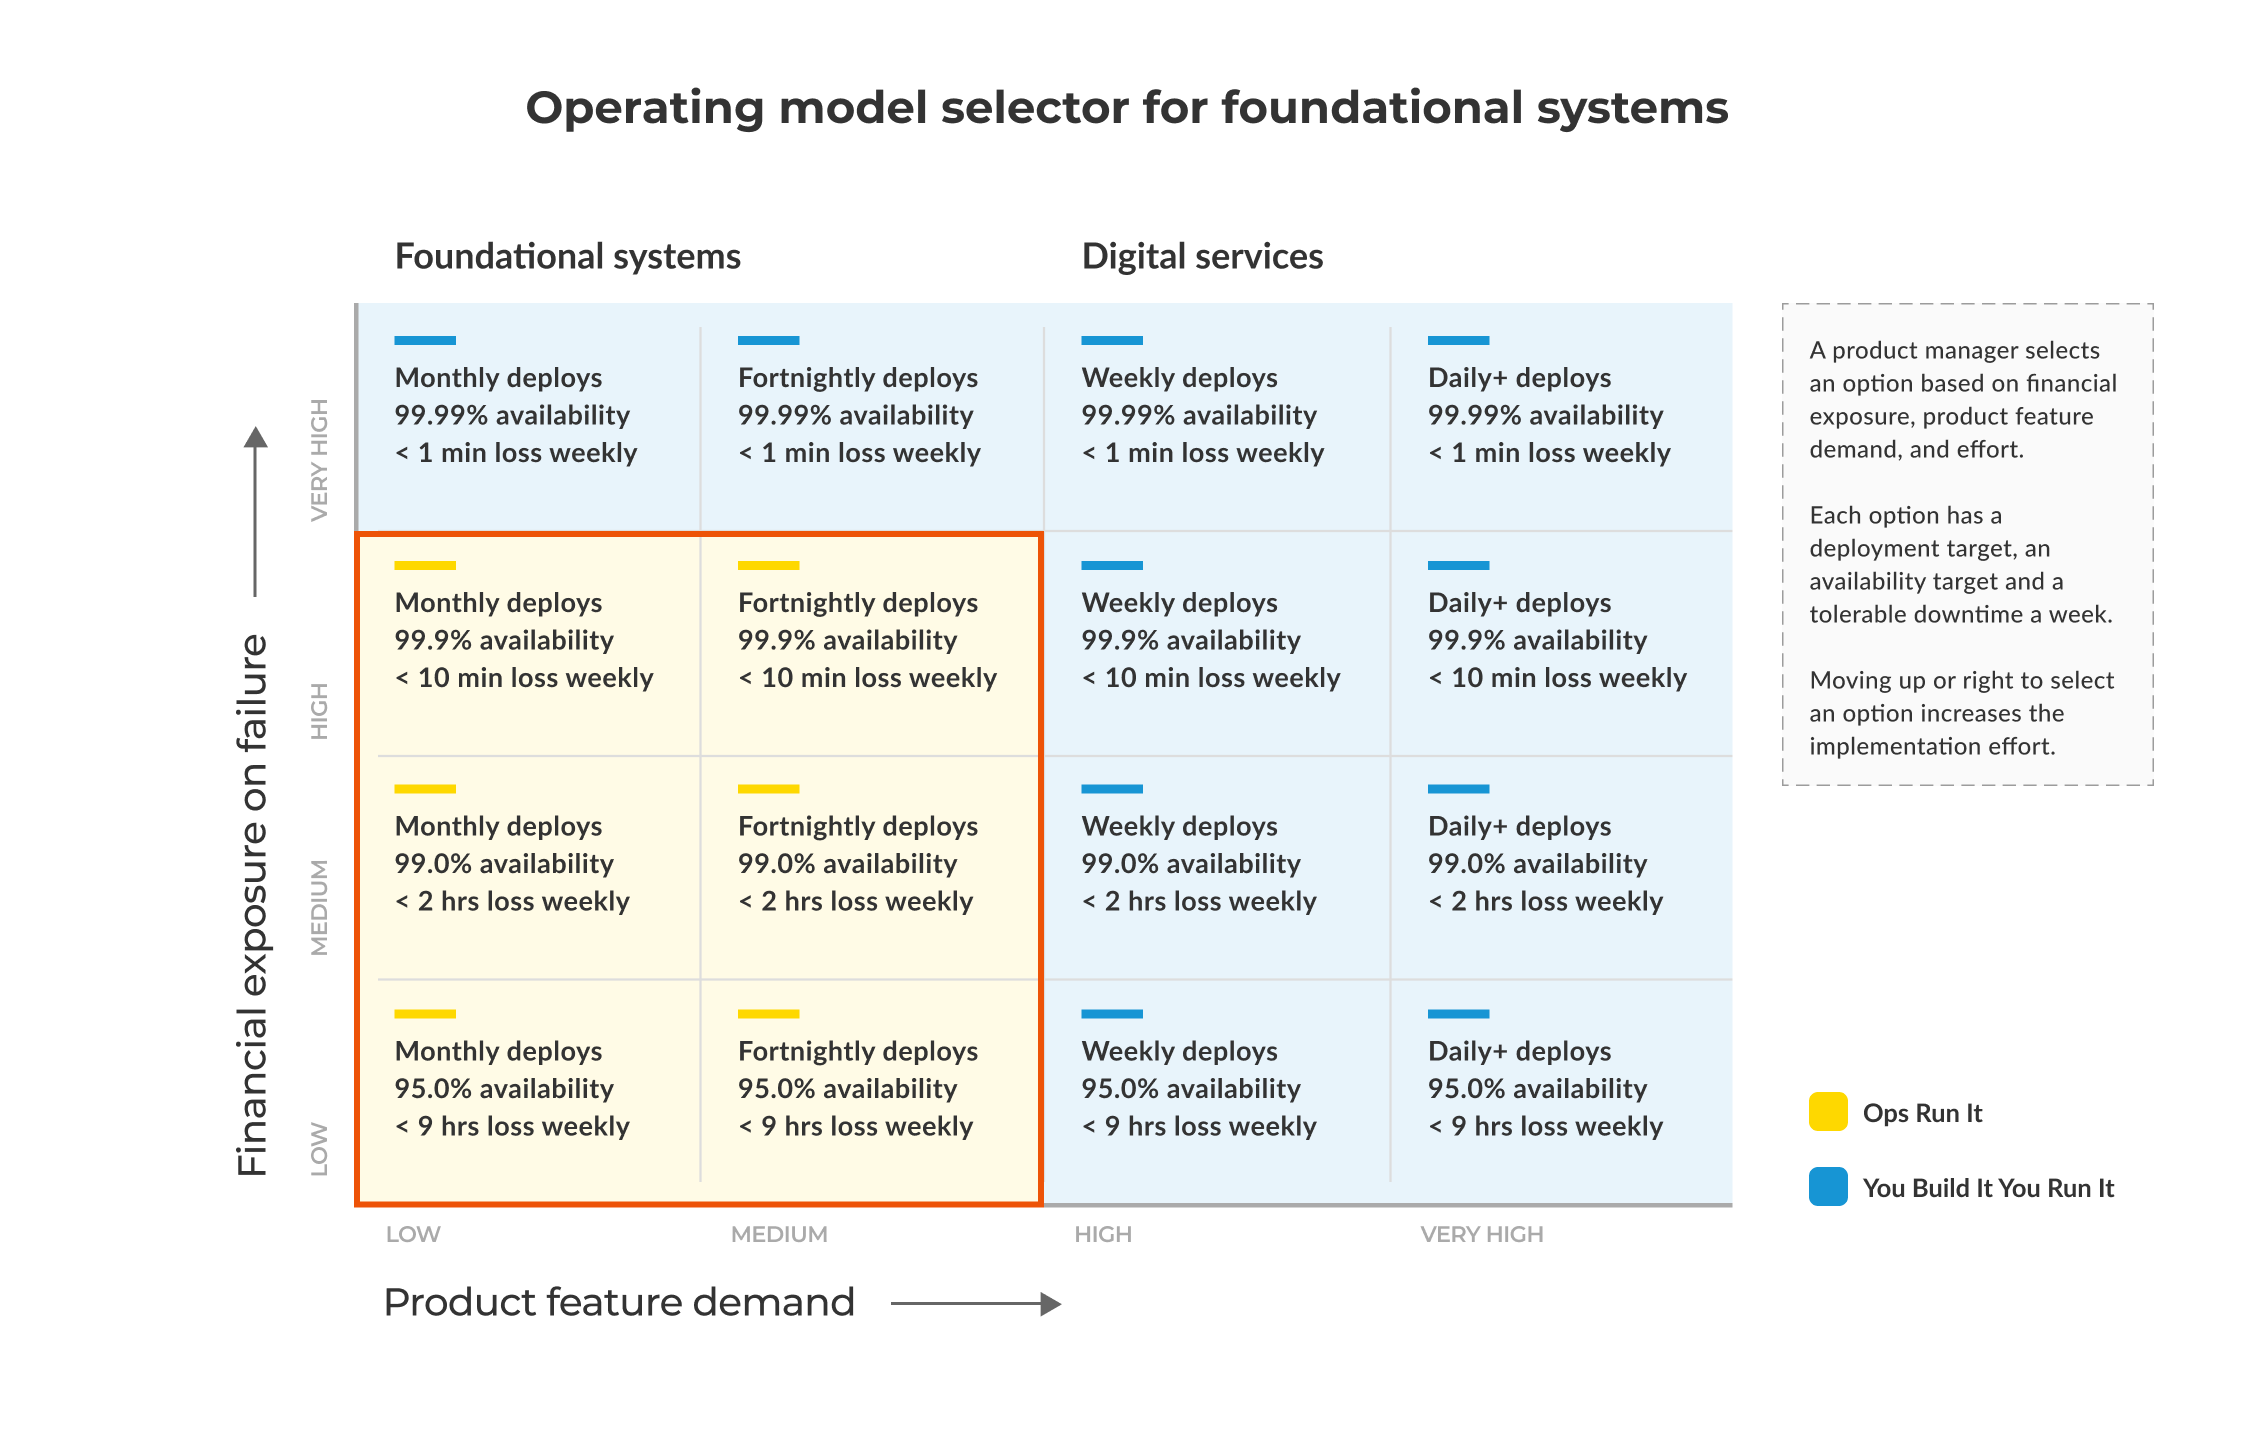 Operating model selector for foundational systems
Foundational systems
Digital services
Financial exposure on failure
VERY HIGH
Monthly deploys
99.99% availability
< 1 min loss weekly
Fortnightly deploys
99.99% availability
< 1 min loss weekly
Weekly deploys
99.99% availability
< 1 min loss weekly
Daily+ deploys
99.99% availability
< 1 min loss weekly
HIGH
Monthly deploys
99.9% availability
< 10 min loss weekly
Fortnightly deploys
99.9% availability
< 10 min loss weekly
Weekly deploys
99.9% availability
< 10 min loss weekly
Daily+ deploys
99.9% availability
< 10 min loss weekly
MEDIUM
Monthly deploys
99.0% availability
< 2 hrs loss weekly
Fortnightly deploys
99.0% availability
< 2 hrs loss weekly
Weekly deploys
99.0% availability
< 2 hrs loss weekly
Daily+ deploys
99.0% availability
< 2 hrs loss weekly
LOW
Monthly deploys
95.0% availability
< 9 hrs loss weekly
Fortnightly deploys
95.0% availability
< 9 hrs loss weekly
Weekly deploys
95.0% availability
< 9 hrs loss weekly
Daily+ deploys
95.0% availability
< 9 hrs loss weekly
LOW
MEDIUM
HIGH
VERY HIGH
Product feature demand
A product manager selects
an option based on financial
exposure, product feature
demand, and effort.
Each option has a
deployment target, an
availability target and a
tolerable downtime a week.
Moving up or right to select
an option increases the
implementation effort.
Ops Run It
You Build It You Run It